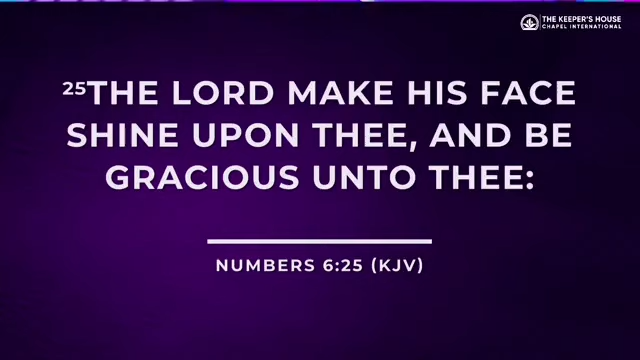 THE KEEPER'S HOUSE
CHAPEL INTERNATIONAL
²⁵THE LORD MAKE HIS FACE
SHINE UPON THEE, AND BE
GRACIOUS UNTO THEE:
NUMBERS 6:25 (KJV)